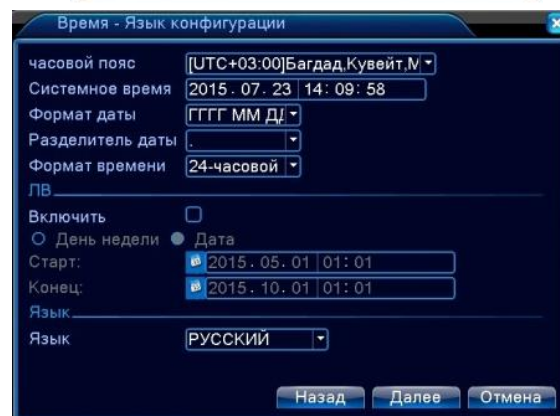 Время - Язык конфигурации
часовой пояс [UTC+03:00]Багдад,Кувейт,М
Системное время 2015. 07. 23 14: 09: 58
Формат даты ГГГГ ММ ДД
Разделитель даты .
Формат времени 24-часовой
ЛВ
Включить
День недели Дата
Старт: 2015. 05. 01 01: 01
Конец: 2015. 10. 01 01: 01
Язык
Язык РУССКИЙ
Назад Далее Отмена